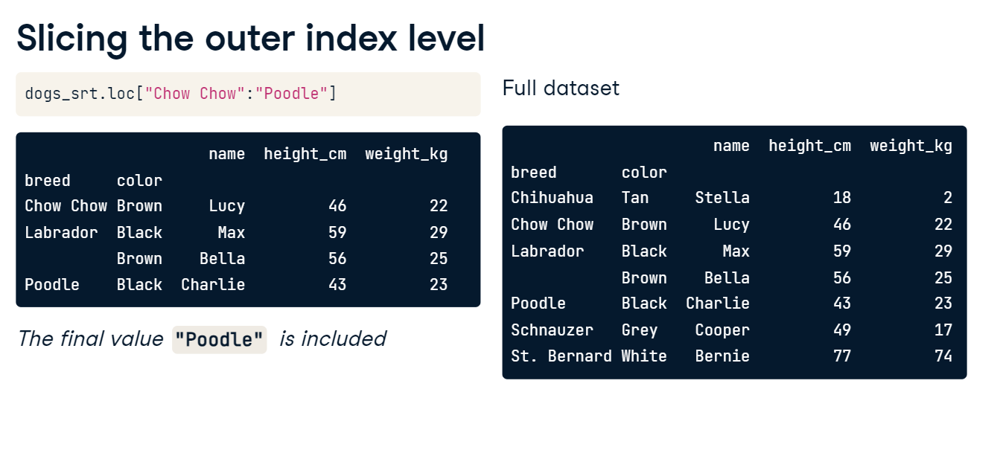 Slicing the outer index level
dogs_srt.loc["Chow Chow":"Poodle"]
                    name  height_cm  weight_kg
breed     color
Chow Chow Brown     Lucy         46         22
Labrador  Black      Max         59         29
          Brown    Bella         56         25
Poodle    Black  Charlie         43         23
The final value "Poodle" is included
Full dataset
                      name  height_cm  weight_kg
breed       color
Chihuahua   Tan     Stella         18          2
Chow Chow   Brown     Lucy         46         22
Labrador    Black      Max         59         29
            Brown    Bella         56         25
Poodle      Black  Charlie         43         23
Schnauzer   Grey    Cooper         49         17
St. Bernard White   Bernie         77         74